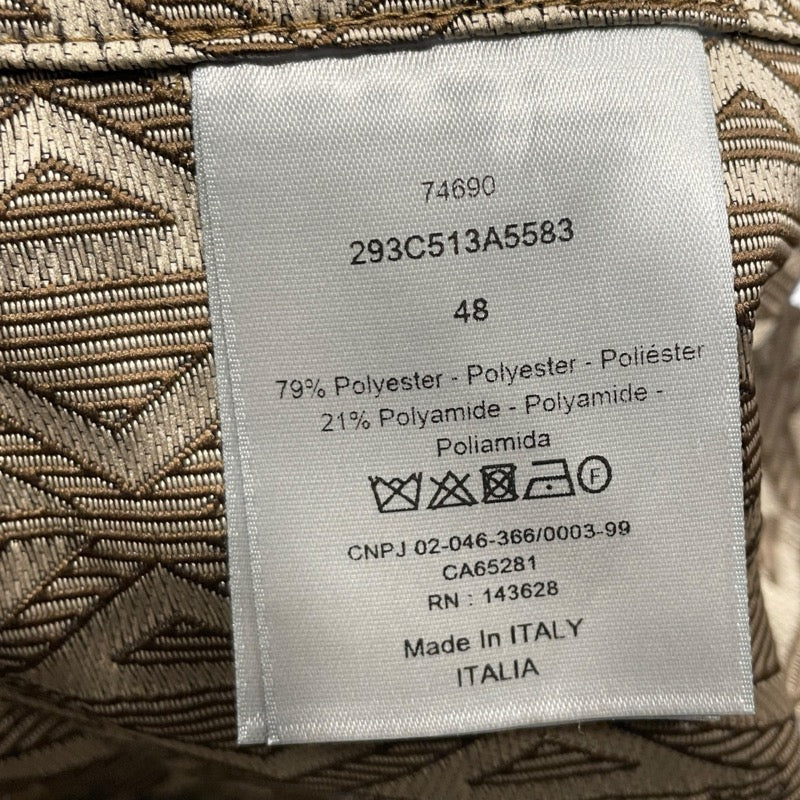 74690
293C513A5583
48
79% Polyester - Polyester - Poliéster
21% Polyamide - Polyamide -
Poliamida
F
CNPJ 02-046-366/0003-99
CA65281
RN : 143628
Made In ITALY
ITALIA